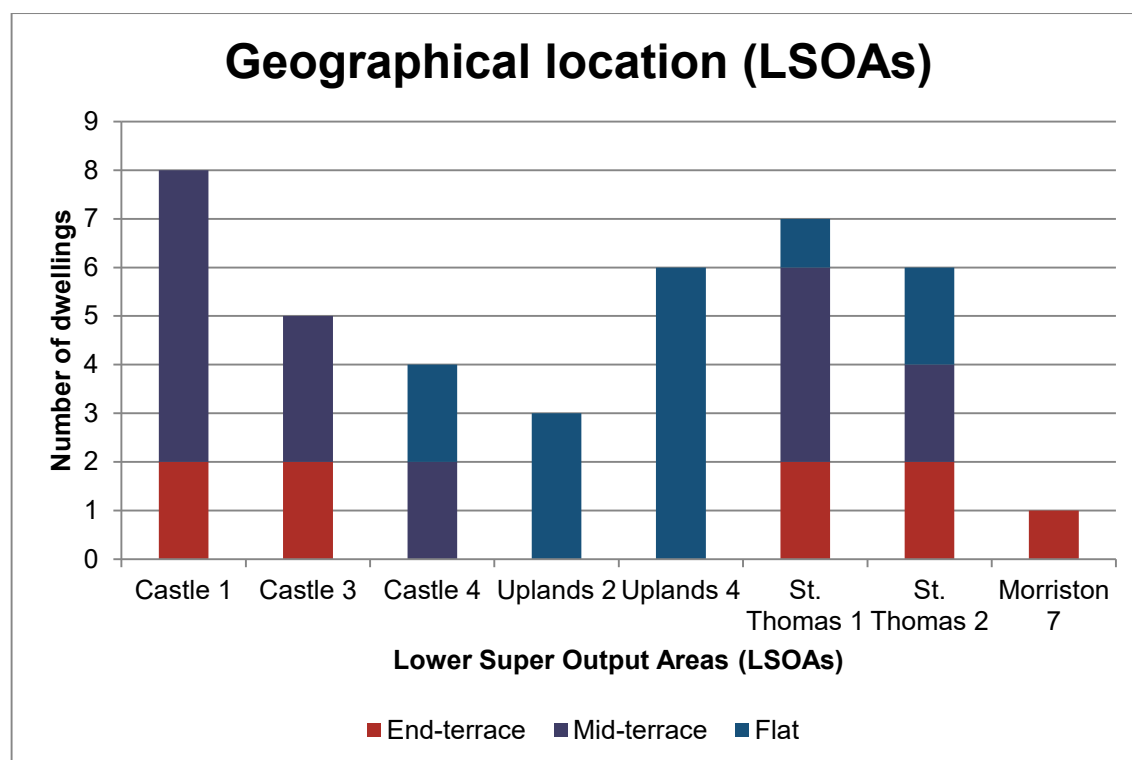 Geographical location (LSOAs)
9
8
7
6
5
4
3
2
1
0
Number of dwellings
Castle 1 Castle 3 Castle 4 Uplands 2 Uplands 4 St. Thomas 1 St. Thomas 2 Morriston 7
Lower Super Output Areas (LSOAs)
End-terrace Mid-terrace Flat